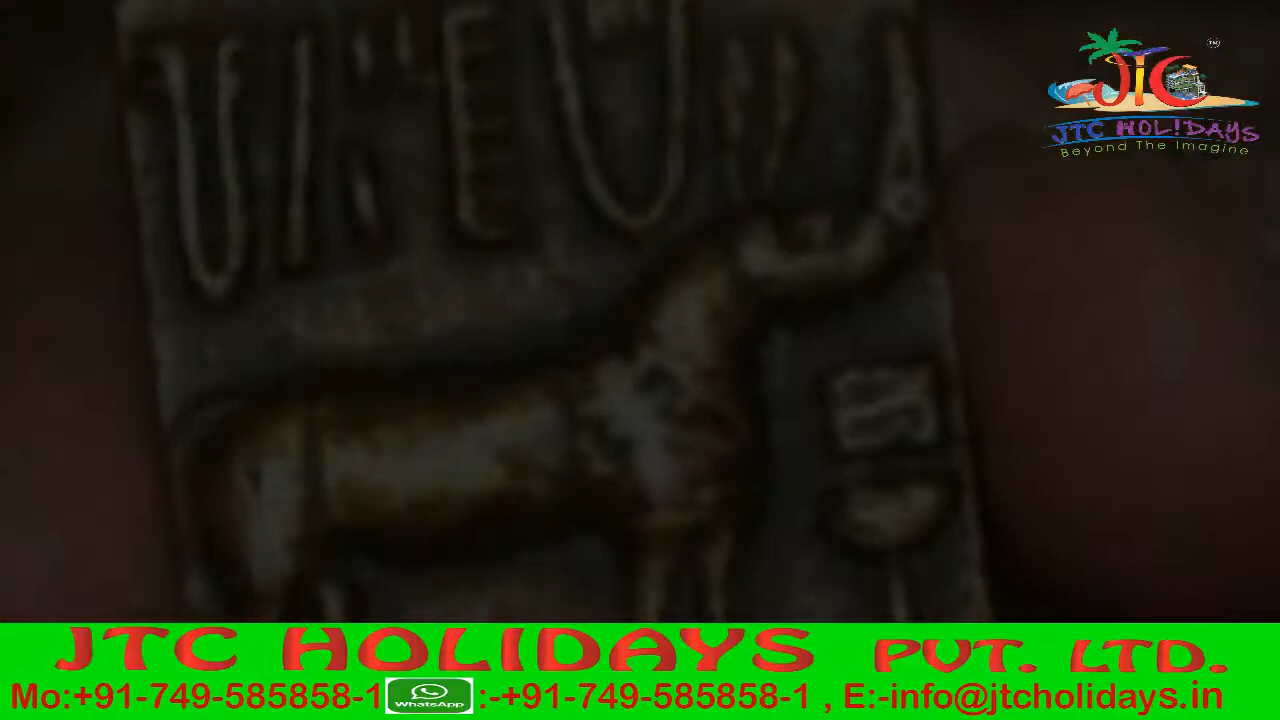 JTC
TM
JTC HOL!DAYS
Beyond The Imagine
JTC HOLIDAYS PVT. LTD.
Mo:+91-749-585858-1 WhatsApp :-+91-749-585858-1 , E:-info@jtcholidays.in